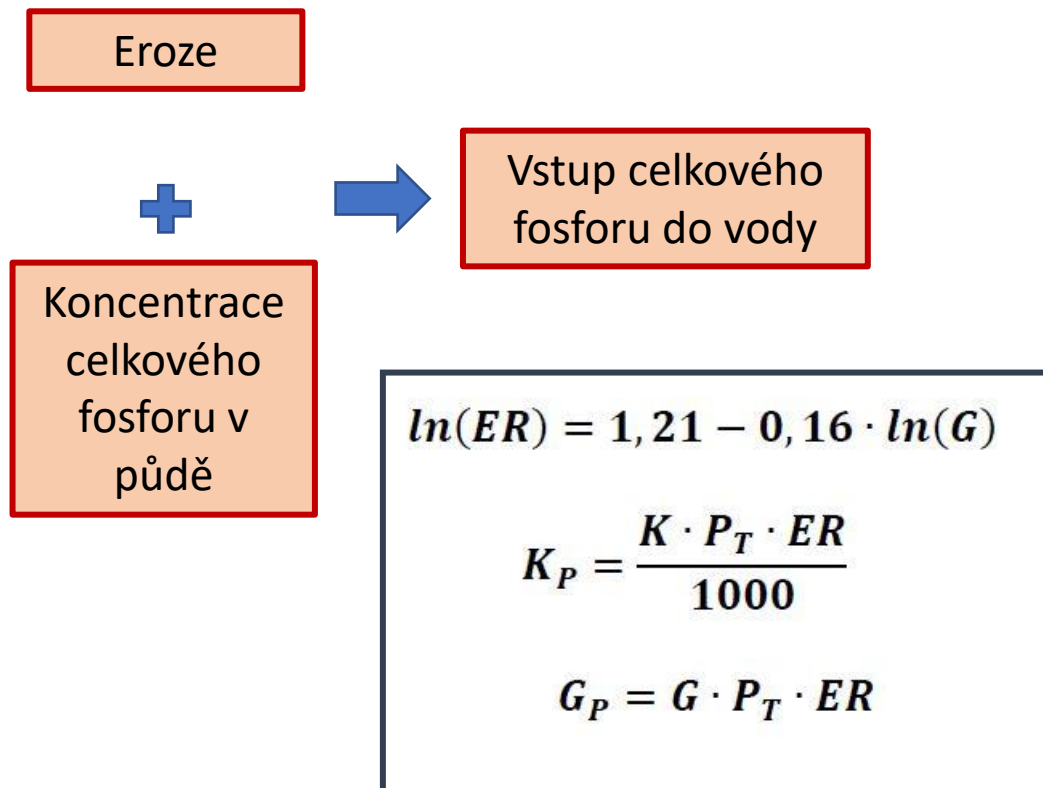 Eroze
Vstup celkového
fosforu do vody
Koncentrace
celkového
fosforu v
půdě
ln(ER) = 1,21 − 0,16 · ln(G)
K_P = \frac{K · P_T · ER}{1000}
G_P = G · P_T · ER